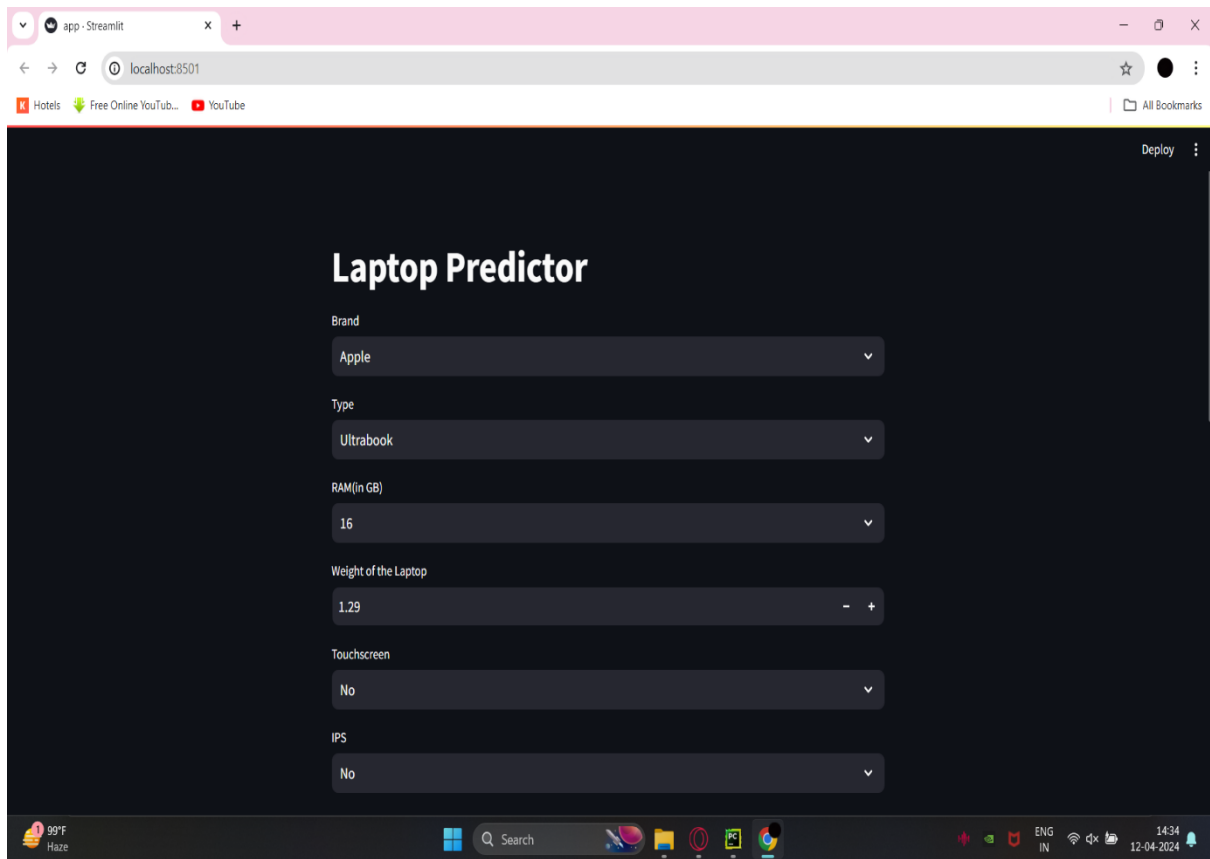 app - Streamlit
localhost:8501
K Hotels Free Online YouTub... YouTube All Bookmarks
Deploy
Laptop Predictor
Brand
Apple
Type
Ultrabook
RAM(in GB)
16
Weight of the Laptop
1.29
Touchscreen
No
IPS
No
1 99°F
Haze
Search
PC
ENG
IN
14:34
12-04-2024